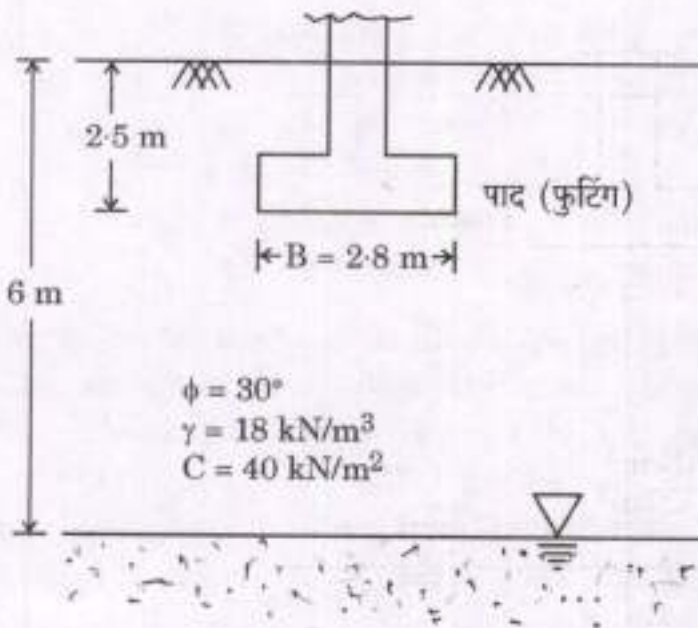 2·5 m
पाद (फुटिंग)
B = 2·8 m
6 m
ϕ = 30°
γ = 18 kN/m³
C = 40 kN/m²